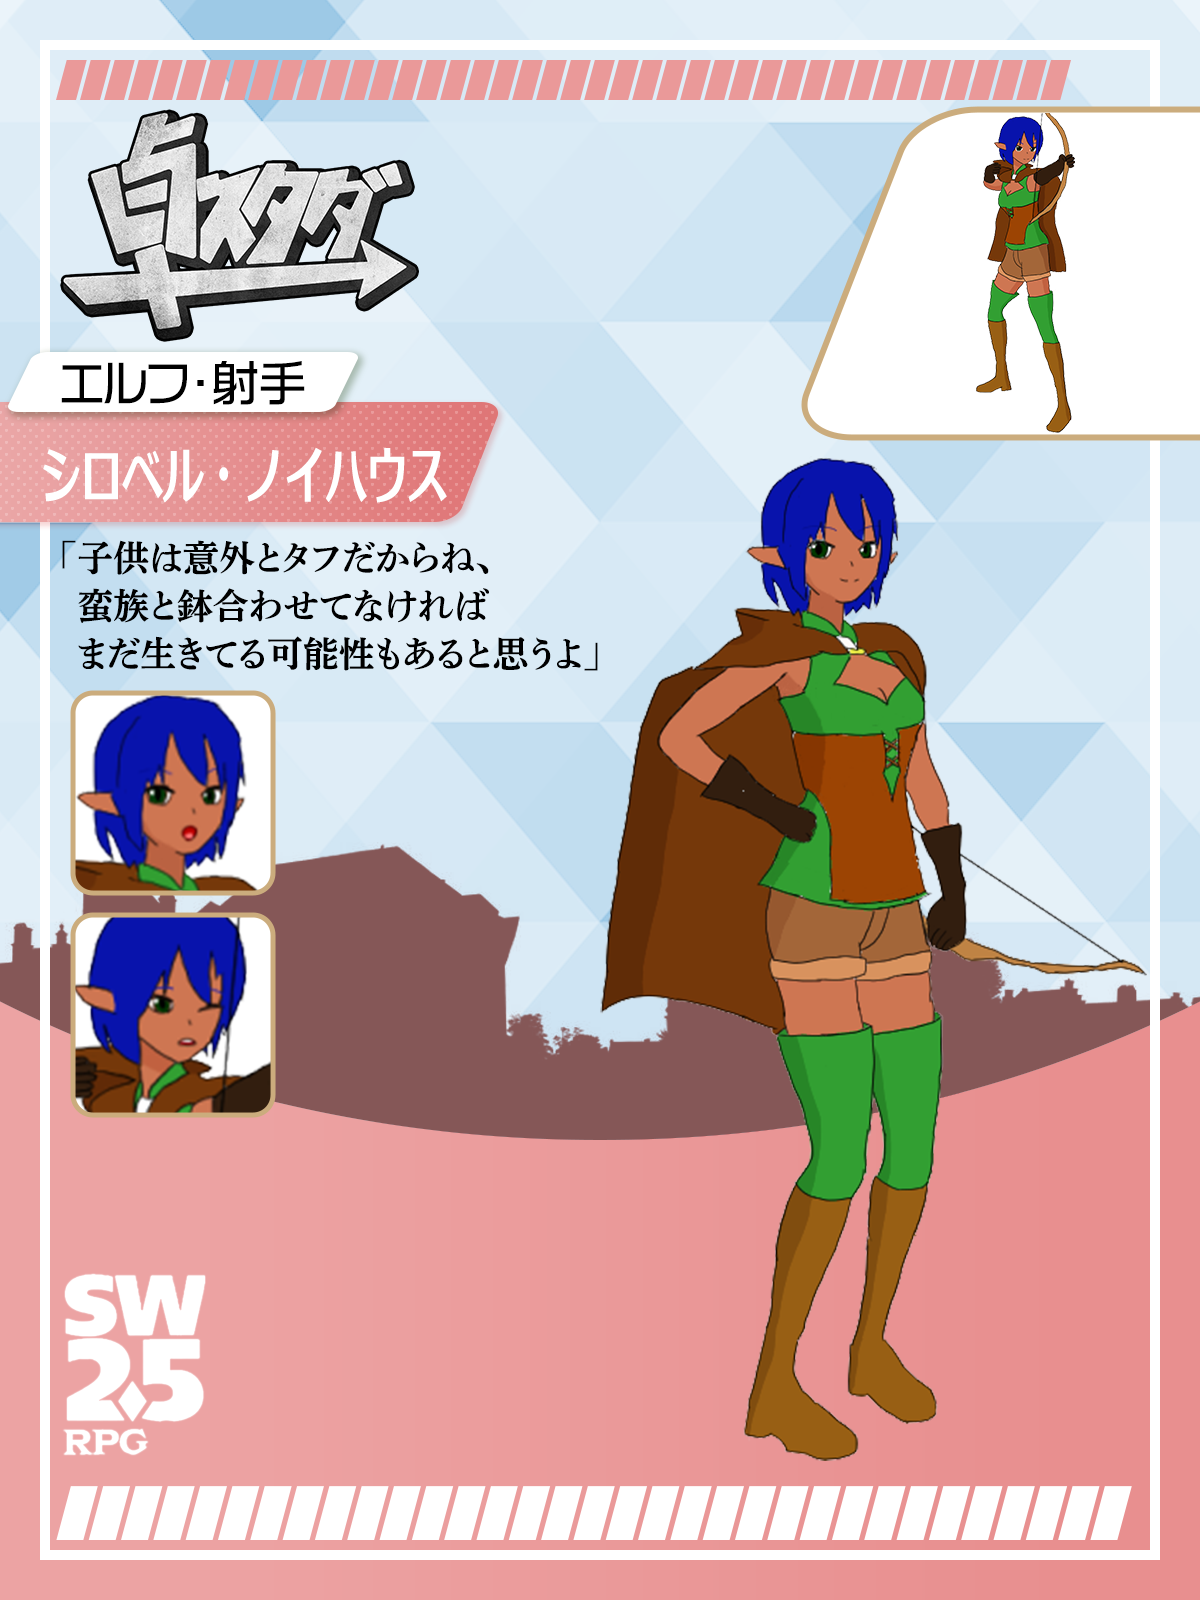 卓スタダ
エルフ・射手
シロベル・ノイハウス
「子供は意外とタフだからね、
蛮族と鉢合わせてなければ
まだ生きてる可能性もあると思うよ」
SW
2.5
RPG